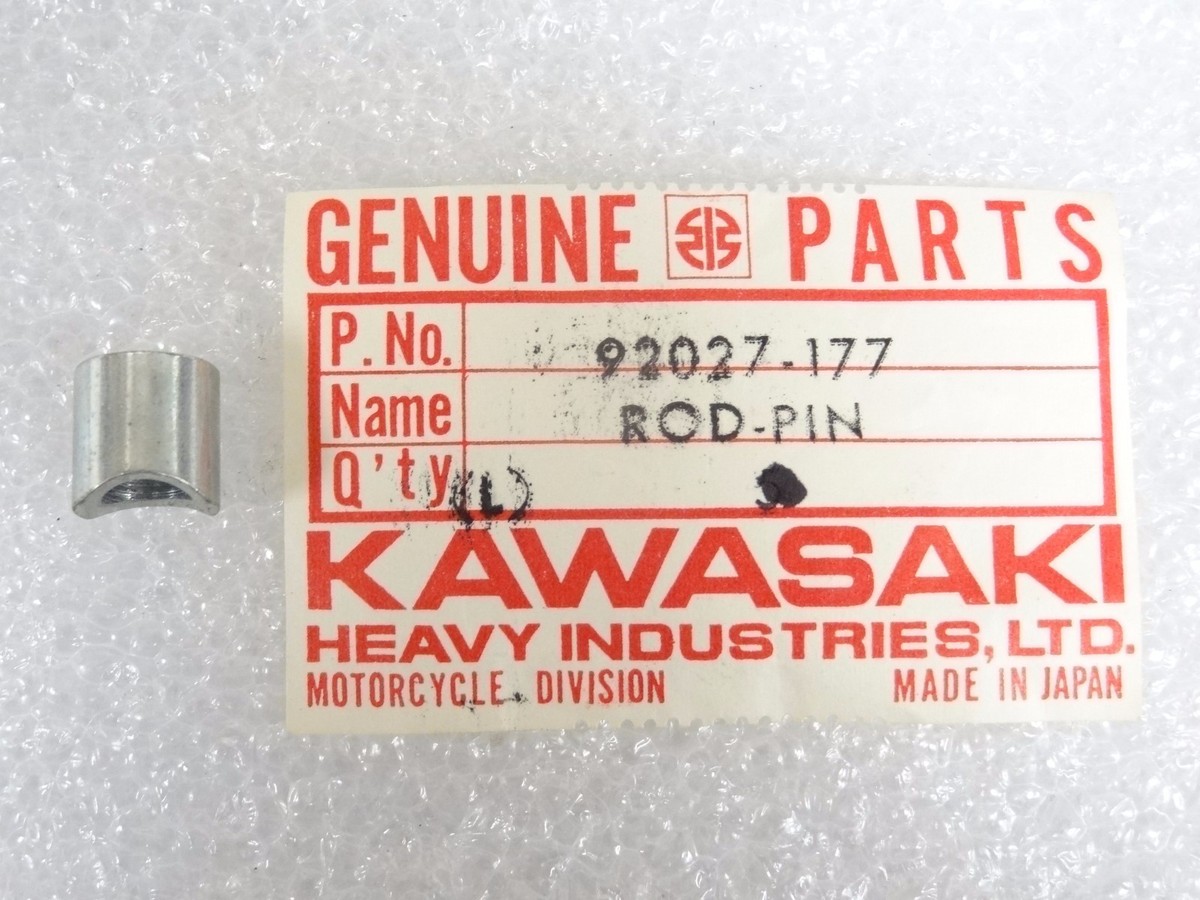 GENUINE PARTS
P. No. 92027-177
Name ROD-PIN
Q'ty (L)
KAWASAKI
HEAVY INDUSTRIES, LTD.
MOTORCYCLE DIVISION MADE IN JAPAN